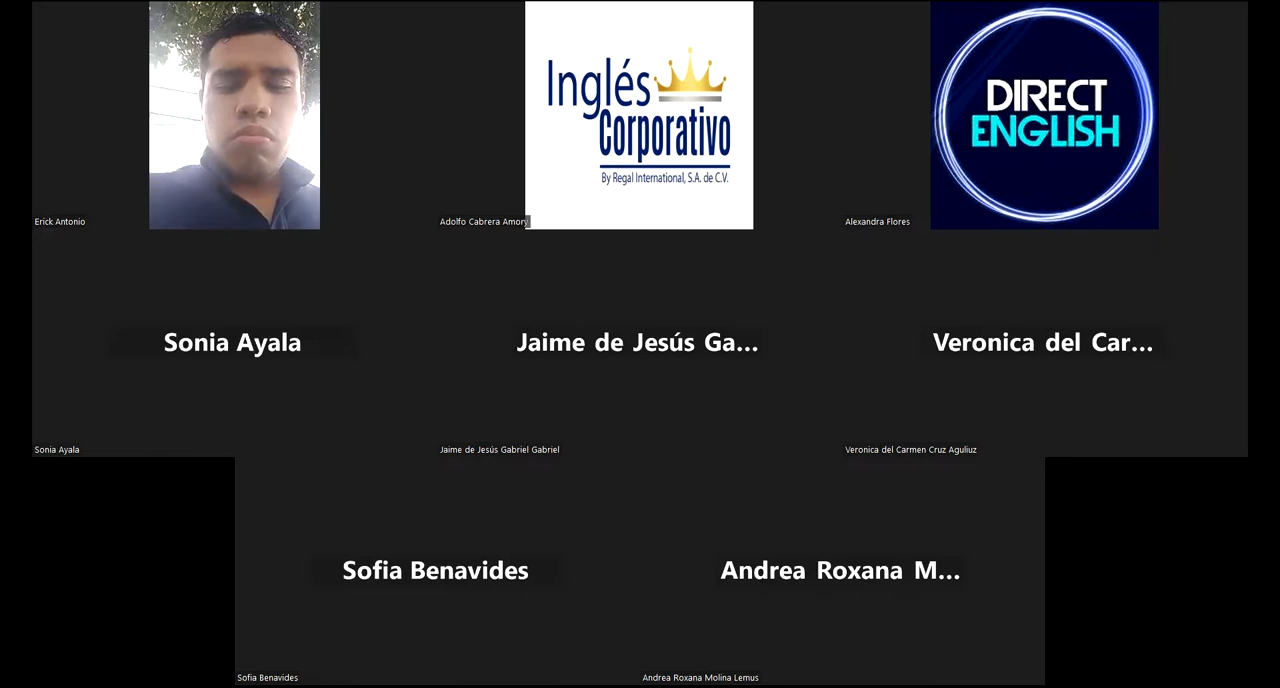 Inglés
Corporativo
By Regal International, S.A. de C.V.
DIRECT
ENGLISH
Erick Antonio
Adolfo Cabrera Amory
Alexandra Flores
Sonia Ayala
Jaime de Jesús Ga...
Veronica del Car...
Sonia Ayala
Jaime de Jesús Gabriel Gabriel
Veronica del Carmen Cruz Aguliuz
Sofia Benavides
Andrea Roxana M...
Sofia Benavides
Andrea Roxana Molina Lemus